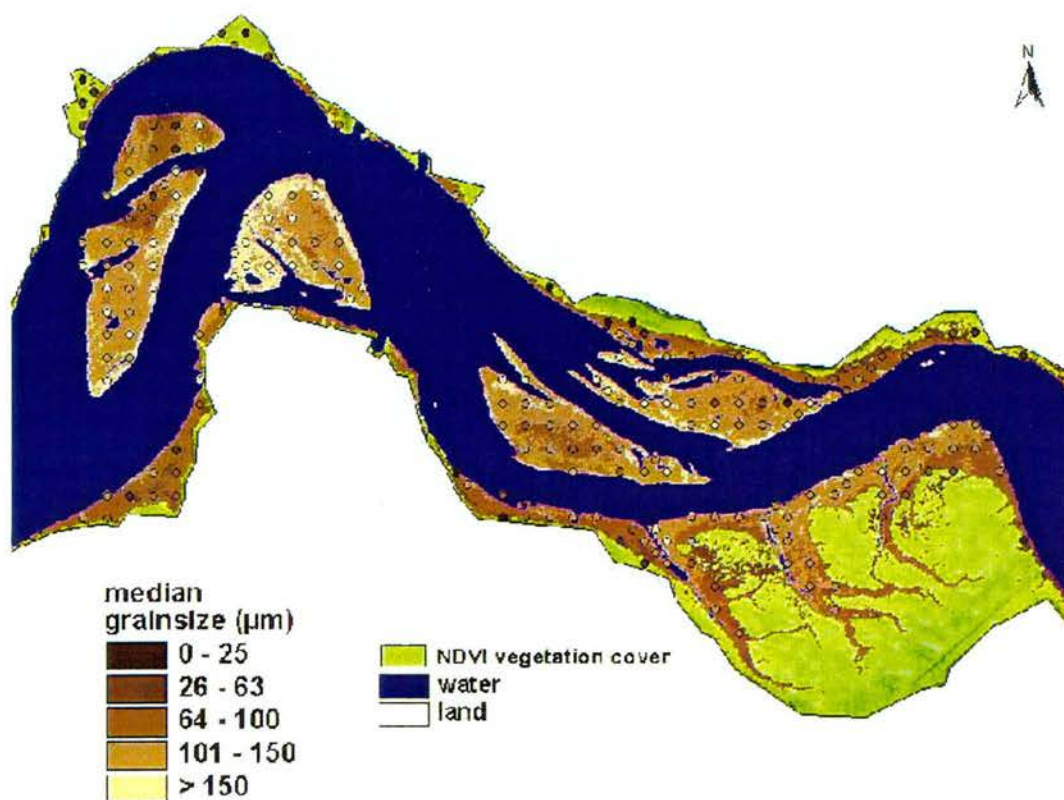 N
median
grainsize (µm)
0 - 25
26 - 63
64 - 100
101 - 150
> 150
NDVI vegetation cover
water
land